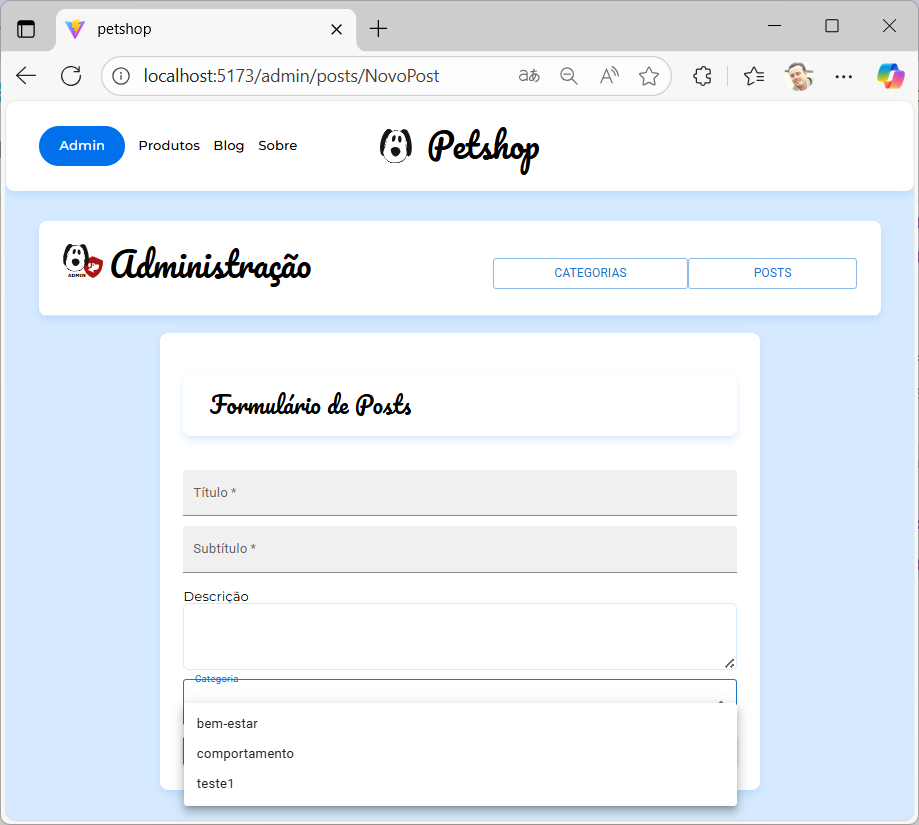 petshop
localhost:5173/admin/posts/NovoPost
Admin Produtos Blog Sobre Petshop
ADMIN Administração CATEGORIAS POSTS
Formulário de Posts
Título *
Subtítulo *
Descrição
Categoria
bem-estar
comportamento
teste1